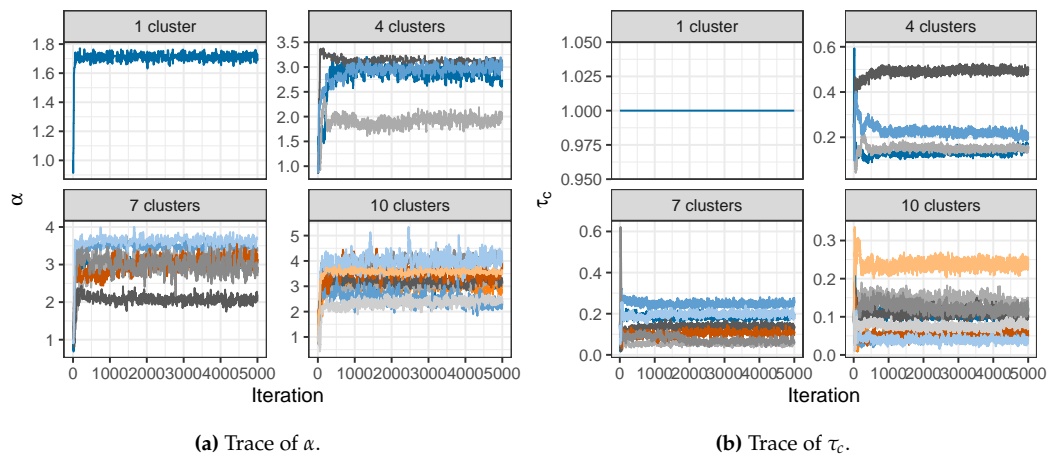 1 cluster
4 clusters
1 cluster
4 clusters
1.8
1.6
1.4
1.2
1.0
3.5
3.0
2.5
2.0
1.5
1.0
1.050
1.025
1.000
0.975
0.950
0.6
0.4
0.2
α
τc
7 clusters
10 clusters
7 clusters
10 clusters
4
3
2
1
5
4
3
2
1
0.6
0.4
0.2
0.0
0.3
0.2
0.1
0.0
0 1000 2000 3000 4000 5000
0 1000 2000 3000 4000 5000
0 1000 2000 3000 4000 5000
0 1000 2000 3000 4000 5000
Iteration
Iteration
(a) Trace of α.
(b) Trace of τc.